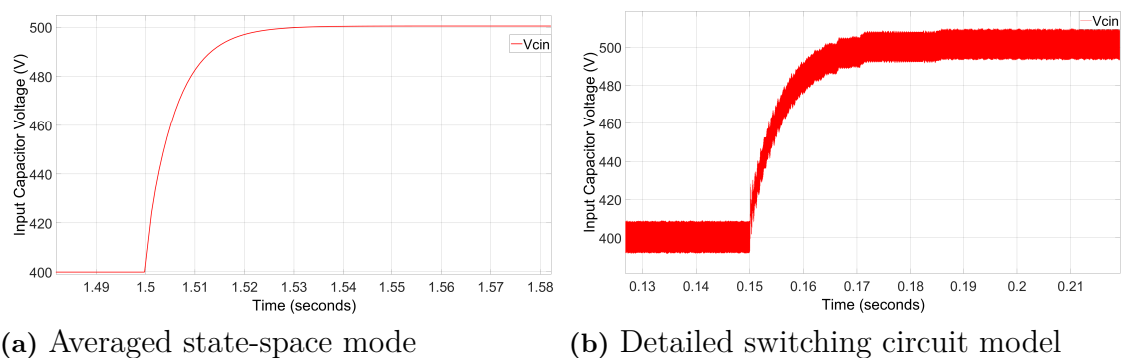 500
480
460
440
420
400
Input Capacitor Voltage (V)
Vcin
1.49 1.5 1.51 1.52 1.53 1.54 1.55 1.56 1.57 1.58
Time (seconds)
(a) Averaged state-space mode
500
480
460
440
420
400
Input Capacitor Voltage (V)
Vcin
0.13 0.14 0.15 0.16 0.17 0.18 0.19 0.2 0.21
Time (seconds)
(b) Detailed switching circuit model